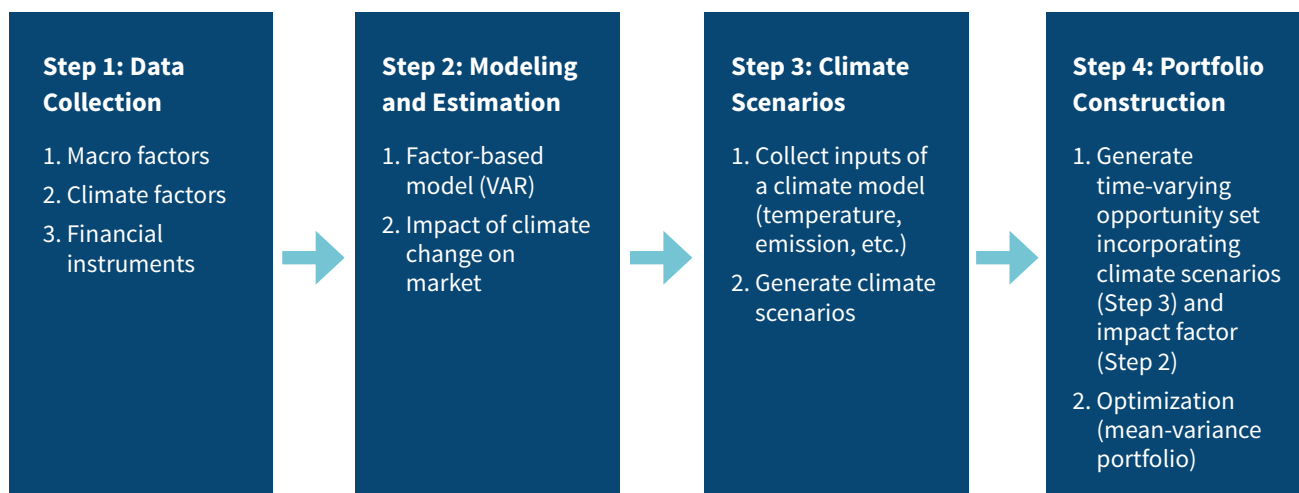 Step 1: Data
Collection
1. Macro factors
2. Climate factors
3. Financial
instruments
Step 2: Modeling
and Estimation
1. Factor-based
model (VAR)
2. Impact of climate
change on
market
Step 3: Climate
Scenarios
1. Collect inputs of
a climate model
(temperature,
emission, etc.)
2. Generate climate
scenarios
Step 4: Portfolio
Construction
1. Generate
time-varying
opportunity set
incorporating
climate scenarios
(Step 3) and
impact factor
(Step 2)
2. Optimization
(mean-variance
portfolio)